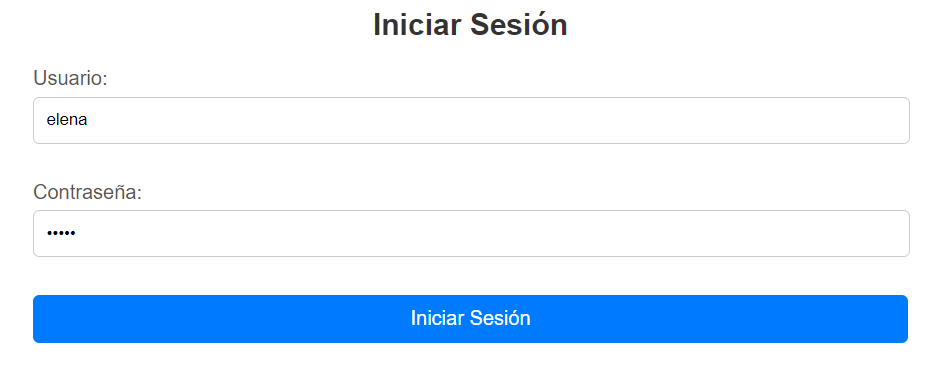 Iniciar Sesión
Usuario:
elena
Contraseña:
•••••
Iniciar Sesión